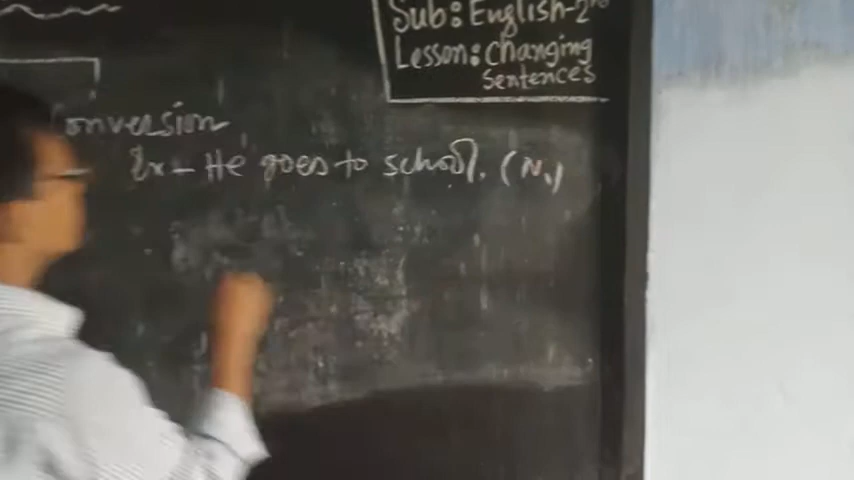 Sub: English-2nd
Lesson: Changing
Sentences
onversion
Ex - He goes to school. (N.)